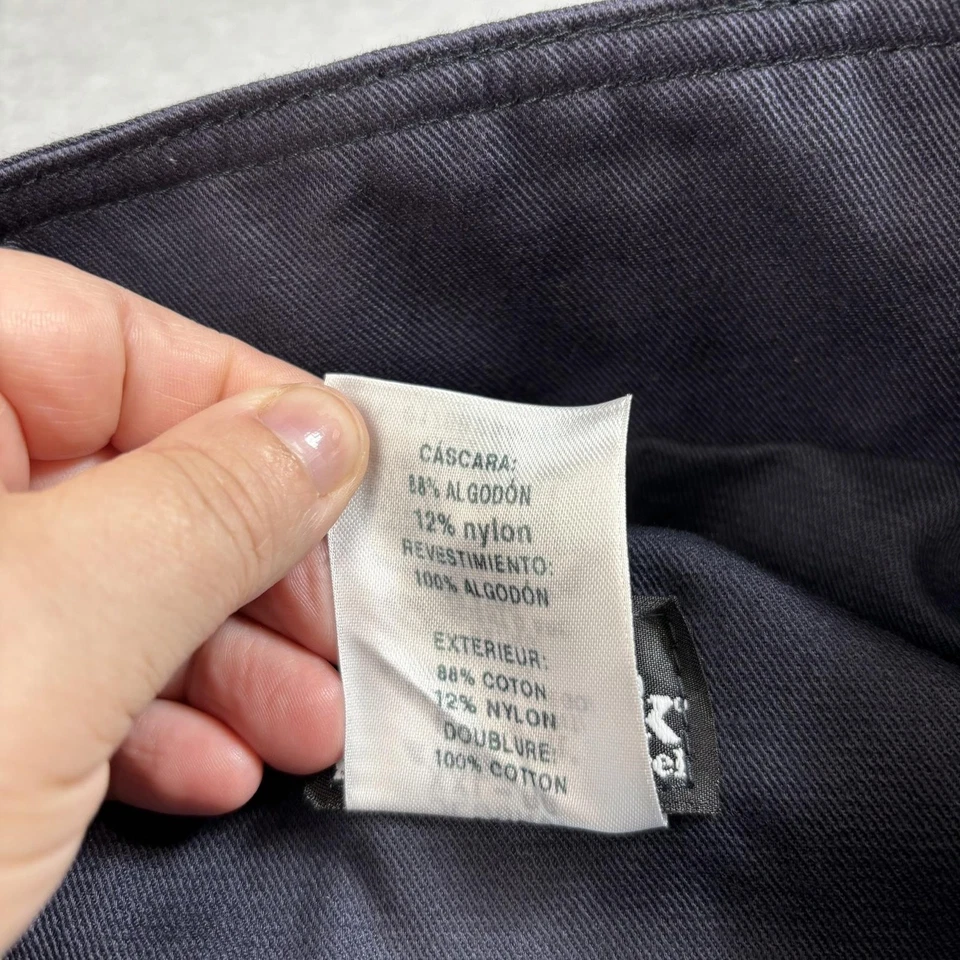 CÁSCARA:
88% ALGODÓN
12% nylon
REVESTIMIENTO:
100% ALGODÓN
EXTERIEUR:
88% COTON
12% NYLON
DOUBLURE:
100% COTTON